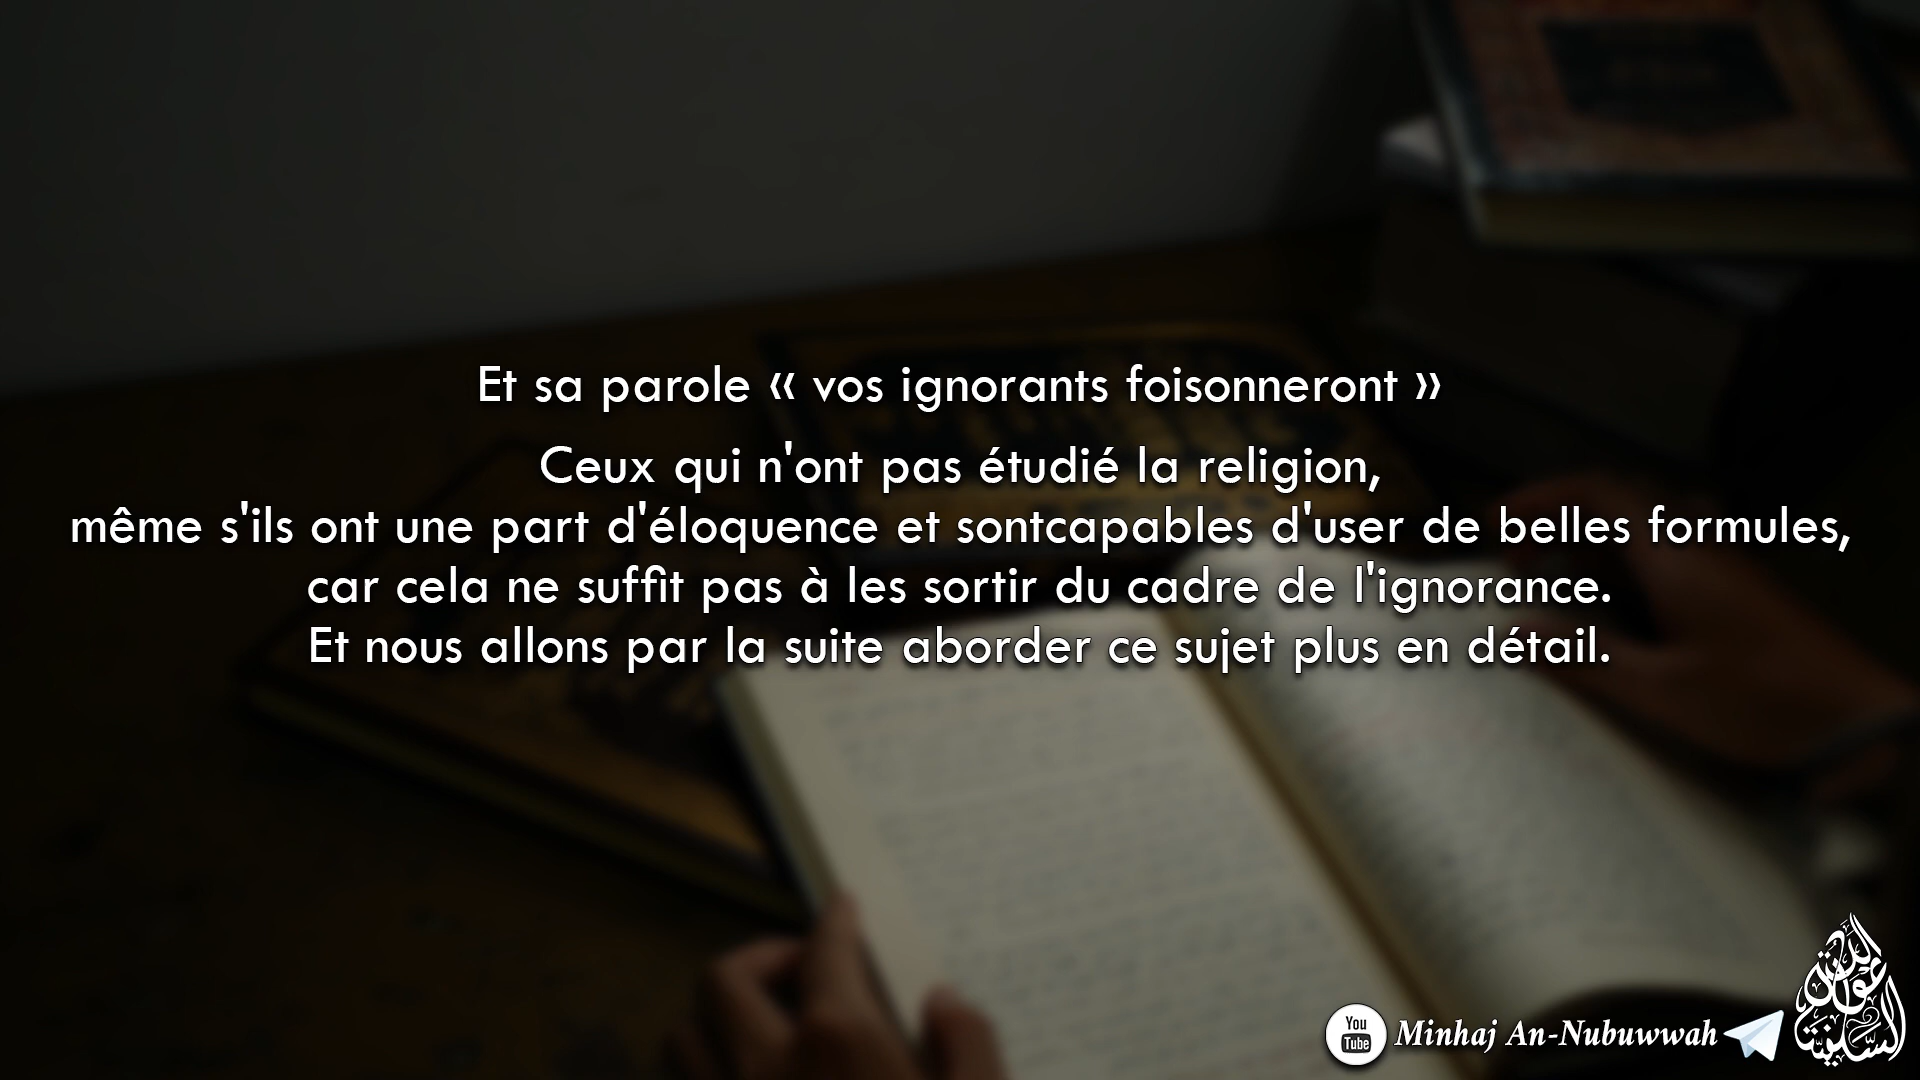 Et sa parole « vos ignorants foisonneront »
Ceux qui n'ont pas étudié la religion,
même s'ils ont une part d'éloquence et sontcapables d'user de belles formules,
car cela ne suffit pas à les sortir du cadre de l'ignorance.
Et nous allons par la suite aborder ce sujet plus en détail.
You
Tube
Minhaj An-Nubuwwah